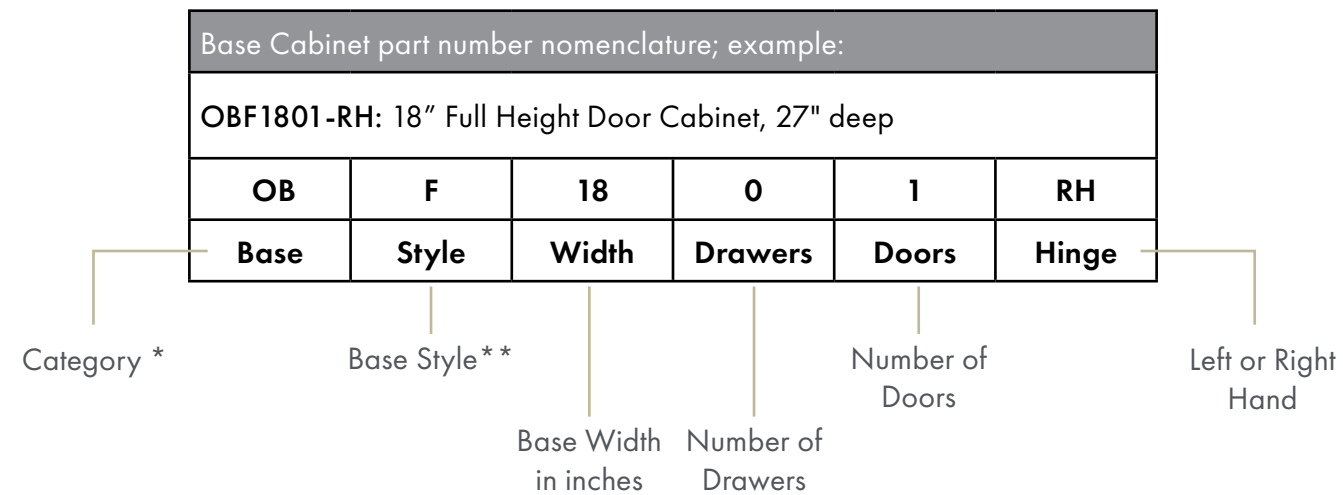 Base Cabinet part number nomenclature; example:
OBF1801-RH: 18” Full Height Door Cabinet, 27" deep
OB F 18 0 1 RH
Base Style Width Drawers Doors Hinge
Category * Base Style** Number of Left or Right
Doors Hand
Base Width Number of
in inches Drawers